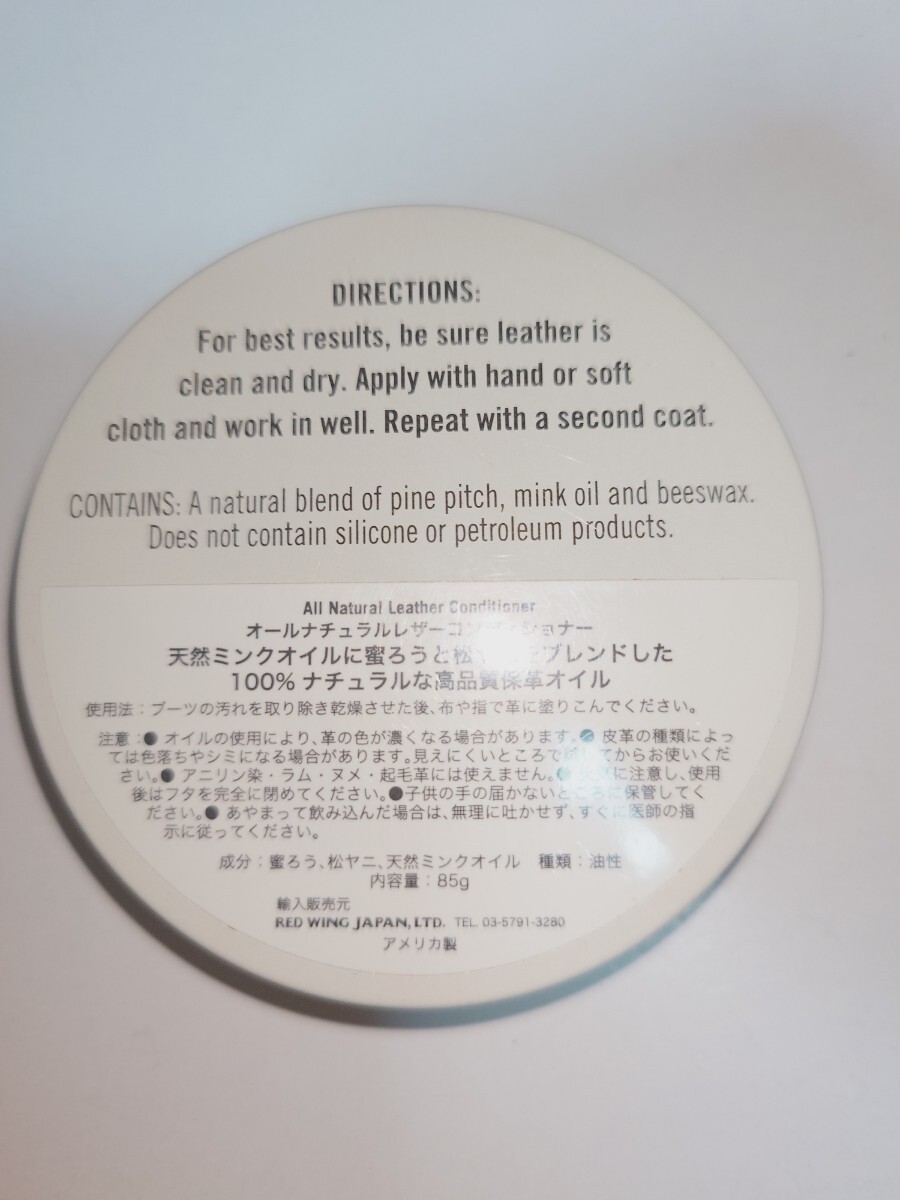 DIRECTIONS:
For best results, be sure leather is
clean and dry. Apply with hand or soft
cloth and work in well. Repeat with a second coat.
CONTAINS: A natural blend of pine pitch, mink oil and beeswax.
Does not contain silicone or petroleum products.
All Natural Leather Conditioner
オールナチュラルレザーコンディショナー
天然ミンクオイルに蜜ろうと松 ブレンドした
100% ナチュラルな高品質保革オイル
使用法：ブーツの汚れを取り除き乾燥させた後、布や指で革に塗りこんでください。
注意：● オイルの使用により、革の色が濃くなる場合があります。● 皮革の種類によっ
ては色落ちやシミになる場合があります。見えにくいところで試してからお使いくだ
さい。● アニリン染・ラム・ヌメ・起毛革には使えません。● に注意し、使用
後はフタを完全に閉めてください。●子供の手の届かないところに保管してく
ださい。● あやまって飲み込んだ場合は、無理に吐かせず、すぐに医師の指
示に従ってください。
成分：蜜ろう、松ヤニ、天然ミンクオイル 種類：油性
内容量：85g
輸入販売元
RED WING JAPAN, LTD. TEL 03-5791-3280
アメリカ製